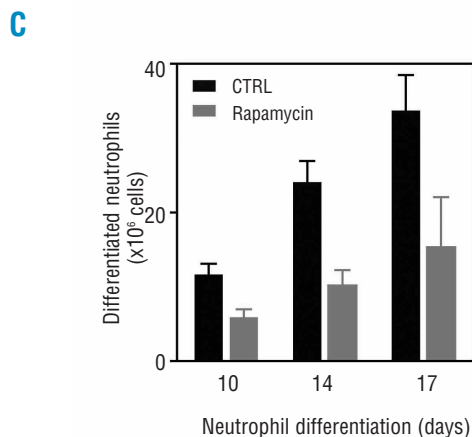 C
Differentiated neutrophils
(x10⁶ cells)
40
20
0
CTRL
Rapamycin
10 14 17
Neutrophil differentiation (days)